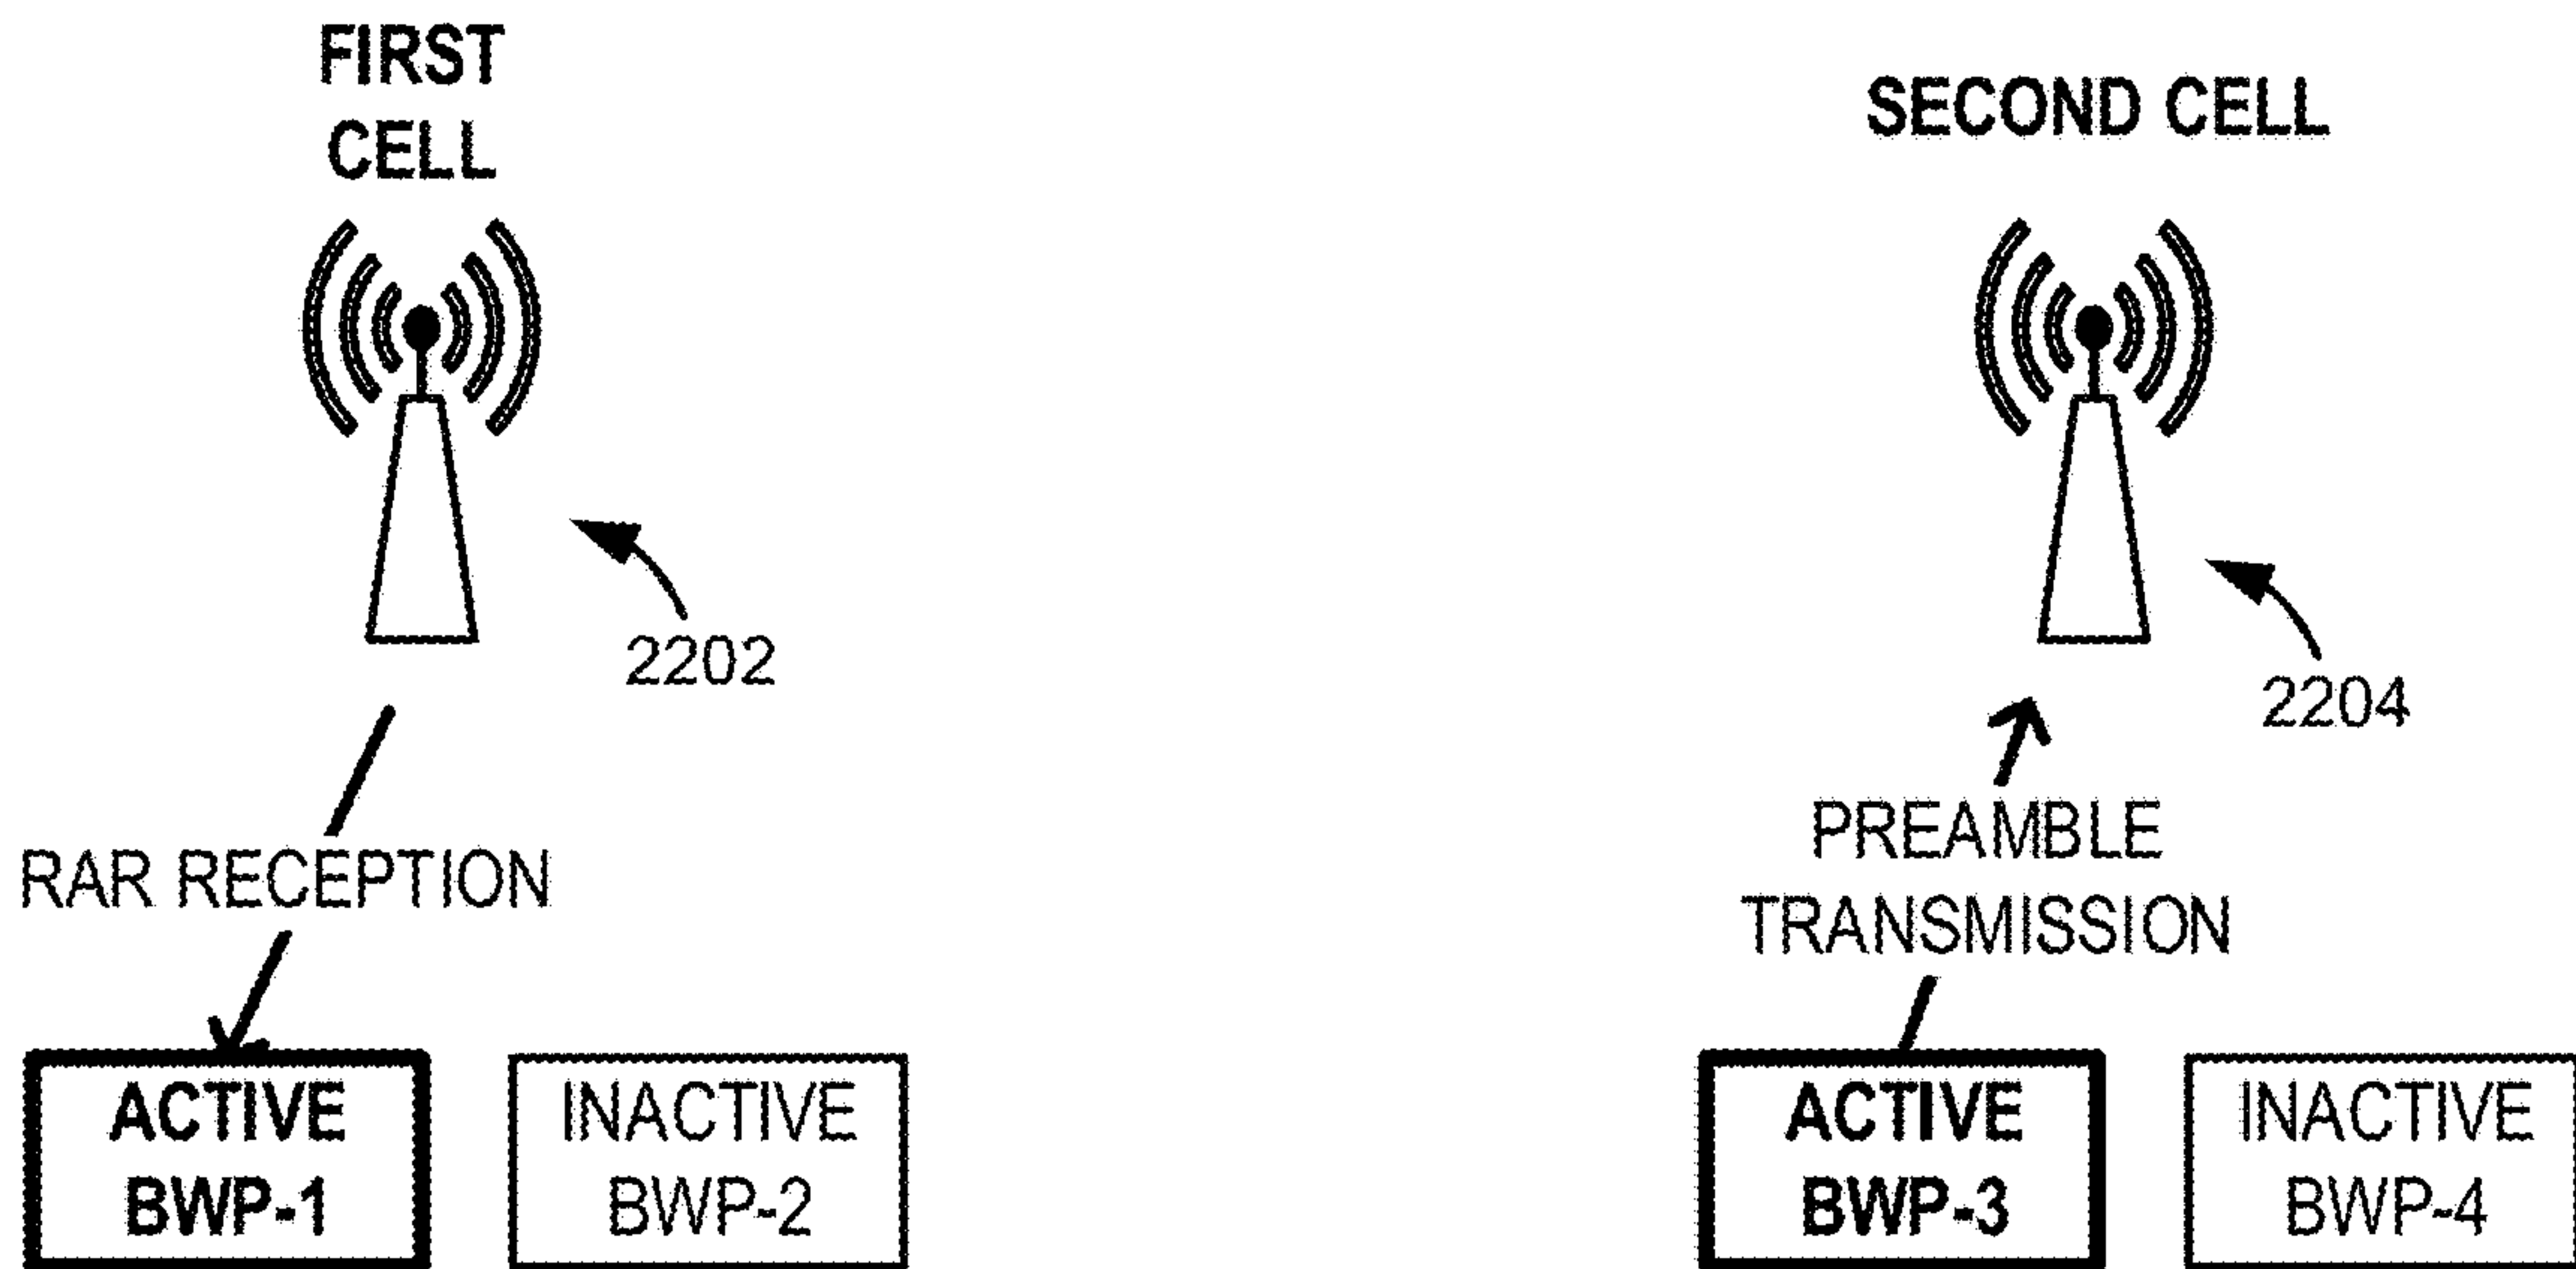 FIRST
CELL
SECOND CELL
2202
2204
RAR RECEPTION
PREAMBLE
TRANSMISSION
ACTIVE
BWP-1
INACTIVE
BWP-2
ACTIVE
BWP-3
INACTIVE
BWP-4